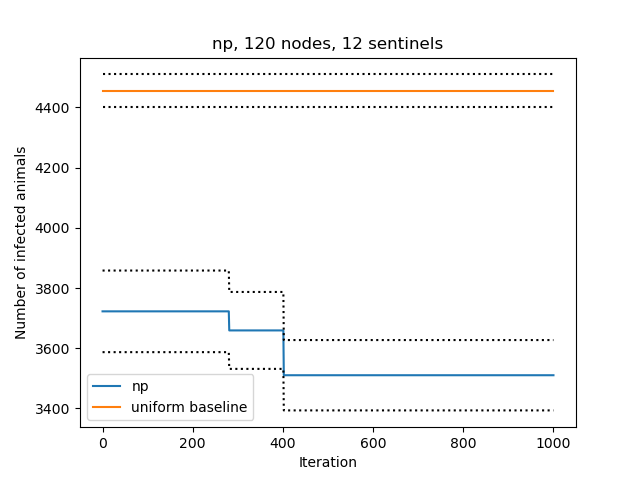 np, 120 nodes, 12 sentinels
Number of infected animals
4400
4200
4000
3800
3600
3400
np
uniform baseline
0
200
400
600
800
1000
Iteration